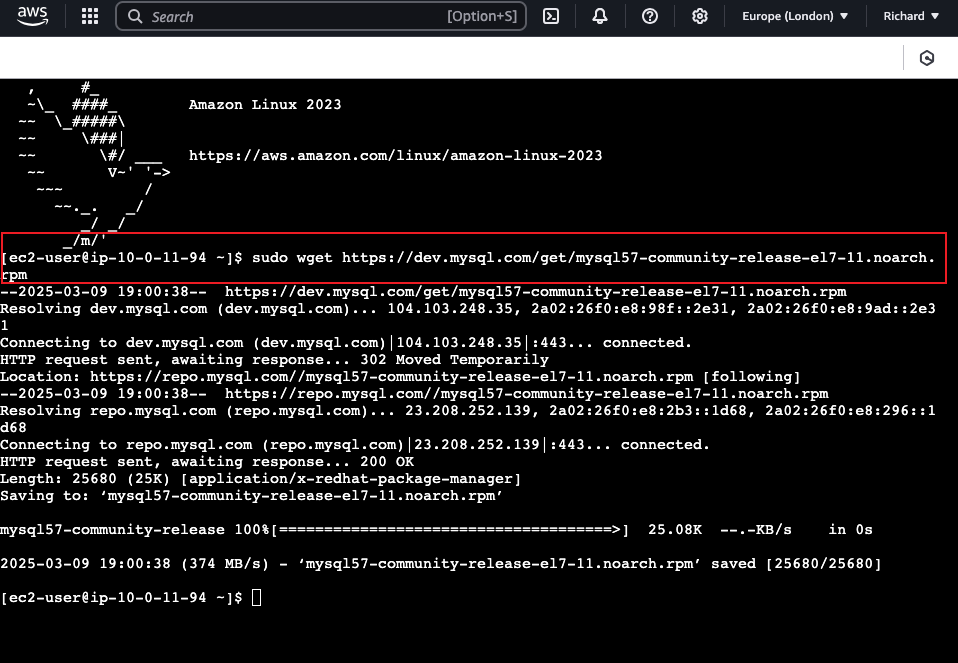 aws
Search [Option+S] Europe (London) ▼ Richard ▼
   ,     #_
   ~\_  ####_        Amazon Linux 2023
  ~~  \_#####\
  ~~     \###|
  ~~       \#/ ___   https://aws.amazon.com/linux/amazon-linux-2023
   ~~       V~' '->
    ~~~         /
      ~~._.   _/
         _/ _/
       _/m/'
[ec2-user@ip-10-0-11-94 ~]$ sudo wget https://dev.mysql.com/get/mysql57-community-release-el7-11.noarch.
rpm
--2025-03-09 19:00:38--  https://dev.mysql.com/get/mysql57-community-release-el7-11.noarch.rpm
Resolving dev.mysql.com (dev.mysql.com)... 104.103.248.35, 2a02:26f0:e8:98f::2e31, 2a02:26f0:e8:9ad::2e3
1
Connecting to dev.mysql.com (dev.mysql.com)|104.103.248.35|:443... connected.
HTTP request sent, awaiting response... 302 Moved Temporarily
Location: https://repo.mysql.com//mysql57-community-release-el7-11.noarch.rpm [following]
--2025-03-09 19:00:38--  https://repo.mysql.com//mysql57-community-release-el7-11.noarch.rpm
Resolving repo.mysql.com (repo.mysql.com)... 23.208.252.139, 2a02:26f0:e8:2b3::1d68, 2a02:26f0:e8:296::1
d68
Connecting to repo.mysql.com (repo.mysql.com)|23.208.252.139|:443... connected.
HTTP request sent, awaiting response... 200 OK
Length: 25680 (25K) [application/x-redhat-package-manager]
Saving to: ‘mysql57-community-release-el7-11.noarch.rpm’
mysql57-community-release 100%[=====================================>]  25.08K  --.-KB/s    in 0s
2025-03-09 19:00:38 (374 MB/s) - ‘mysql57-community-release-el7-11.noarch.rpm’ saved [25680/25680]
[ec2-user@ip-10-0-11-94 ~]$